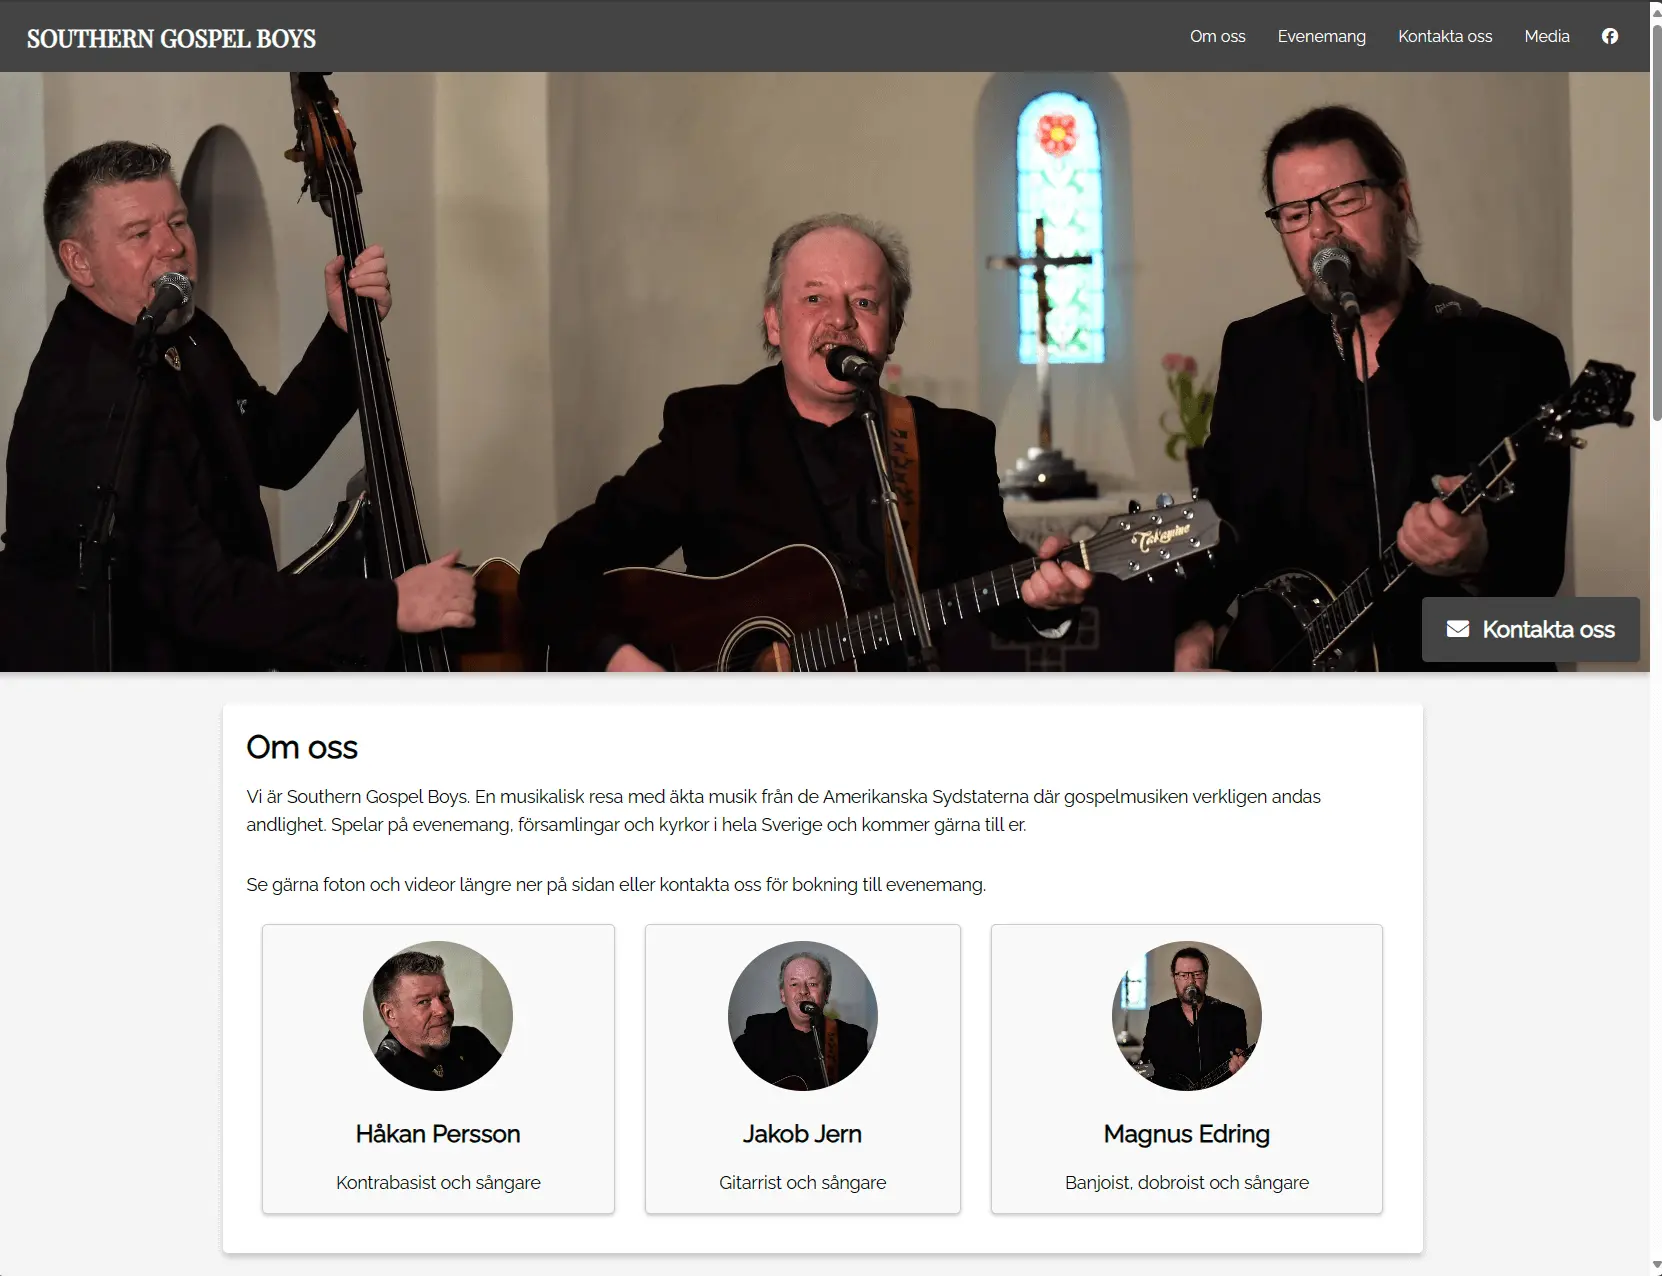 SOUTHERN GOSPEL BOYS
Om oss
Evenemang
Kontakta oss
Media
Takamine
Kontakta oss
Om oss
Vi är Southern Gospel Boys. En musikalisk resa med äkta musik från de Amerikanska Sydstaterna där gospelmusiken verkligen andas
andlighet. Spelar på evenemang, församlingar och kyrkor i hela Sverige och kommer gärna till er.
Se gärna foton och videor längre ner på sidan eller kontakta oss för bokning till evenemang.
Håkan Persson
Kontrabasist och sångare
Jakob Jern
Gitarrist och sångare
Magnus Edring
Banjoist, dobroist och sångare